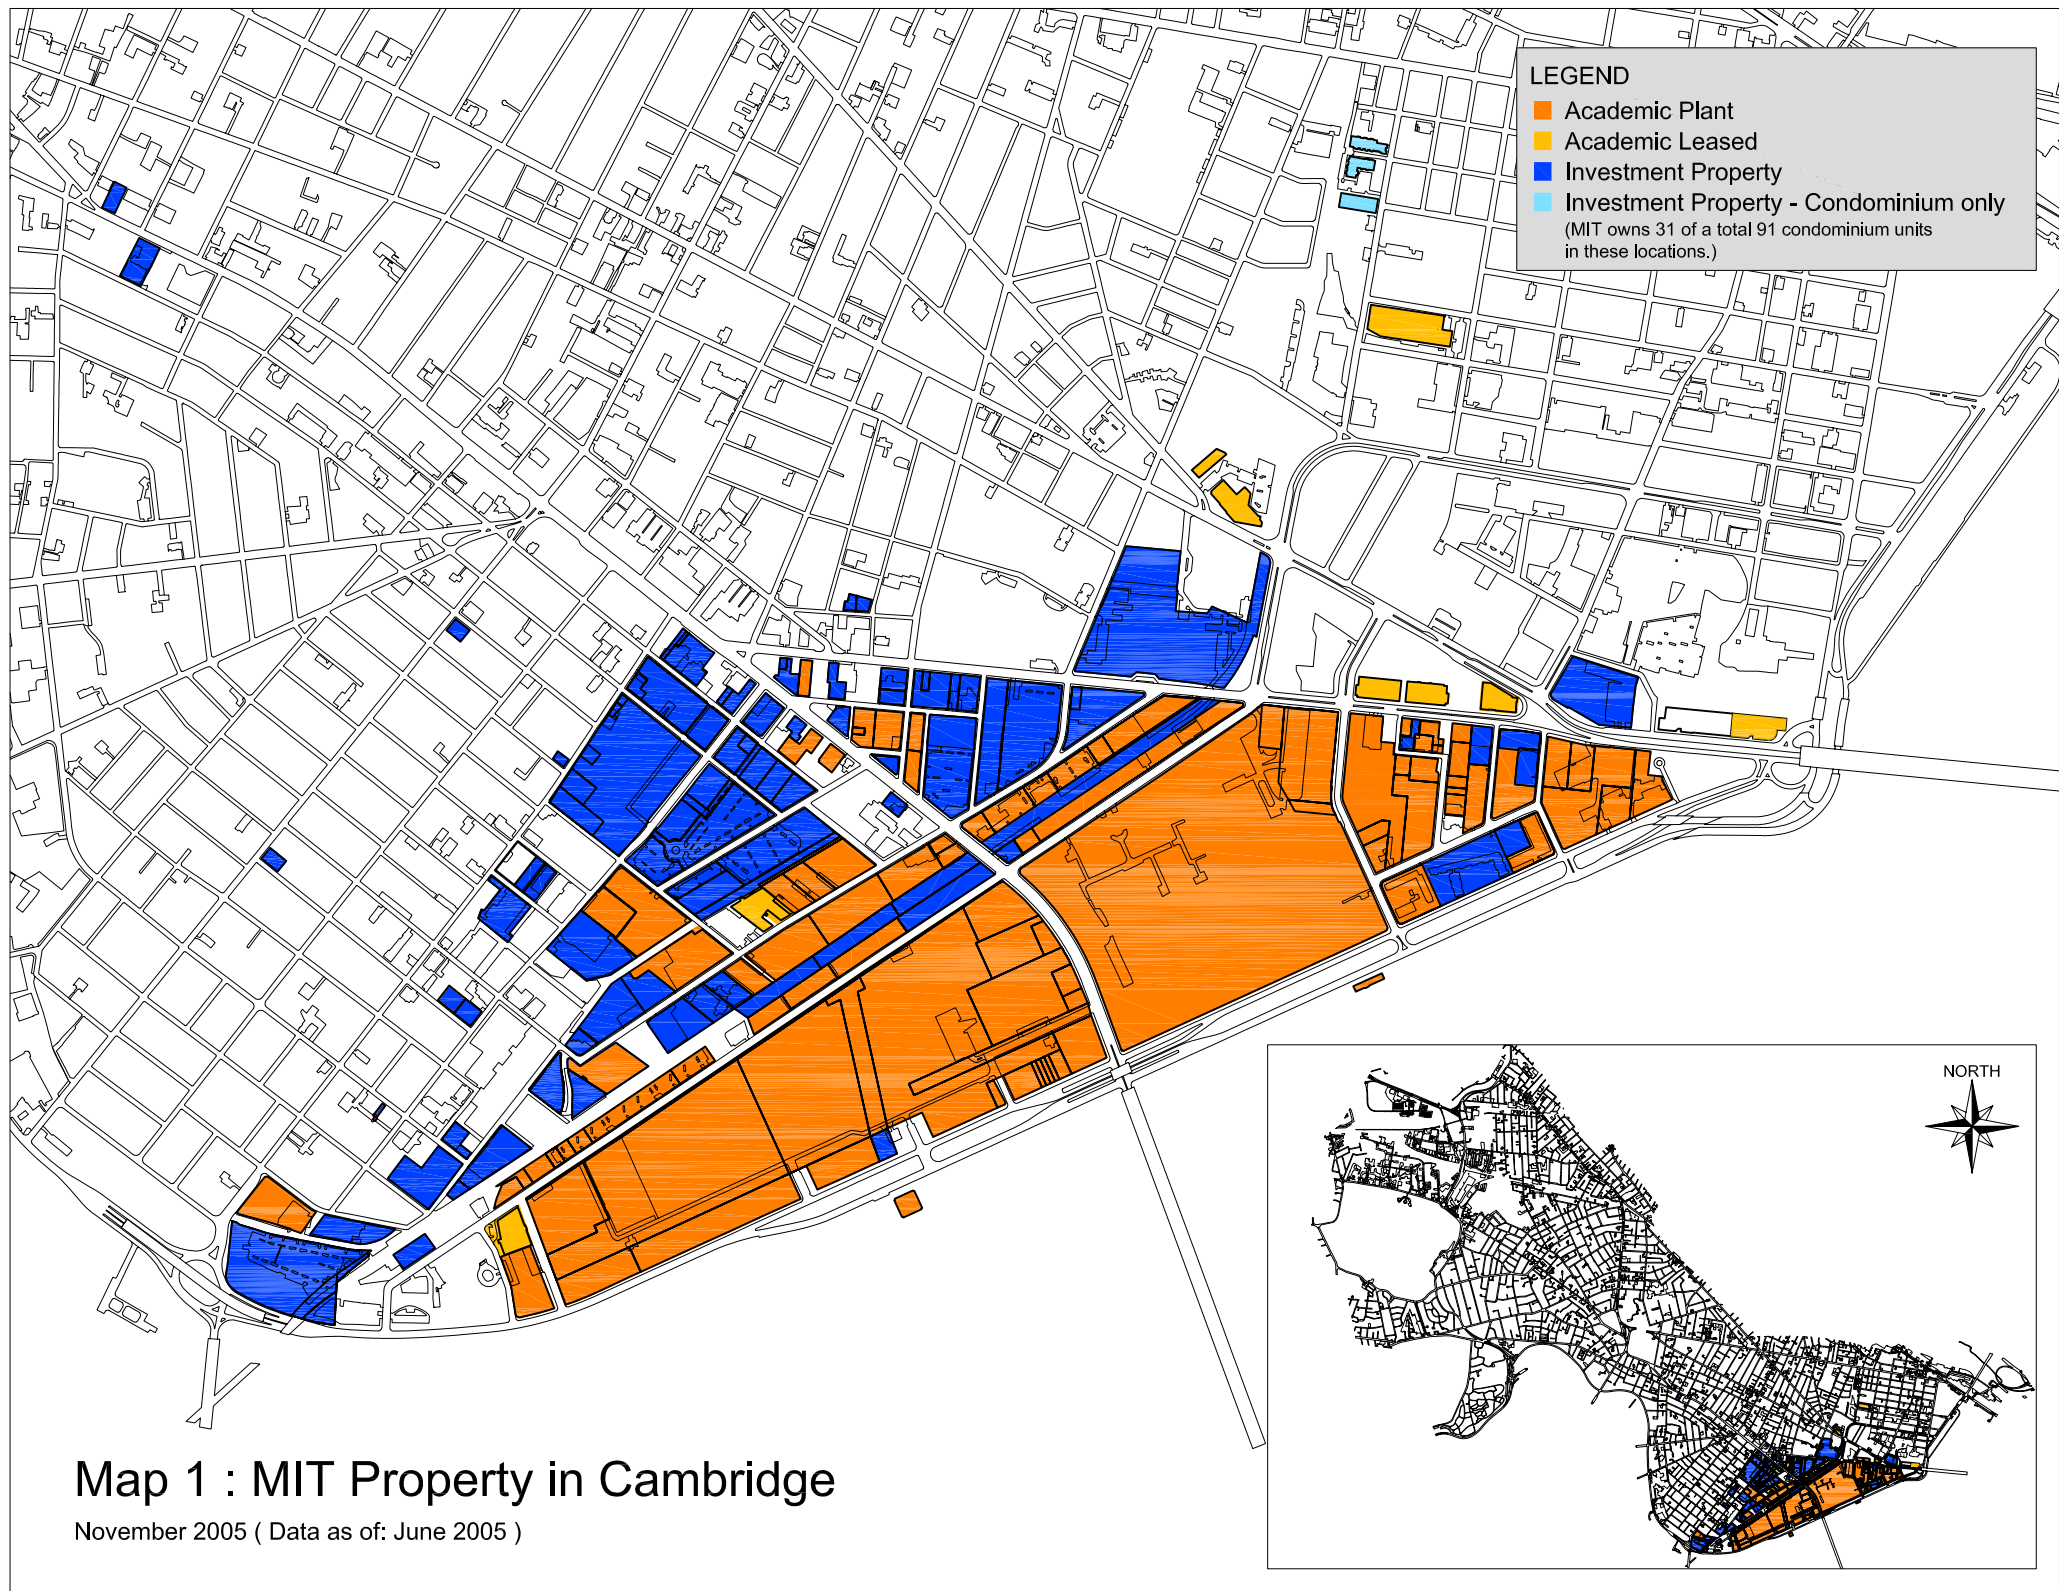 LEGEND
Academic Plant
Academic Leased
Investment Property
Investment Property - Condominium only
(MIT owns 31 of a total 91 condominium units
in these locations.)
NORTH
Map 1 : MIT Property in Cambridge
November 2005 ( Data as of: June 2005 )